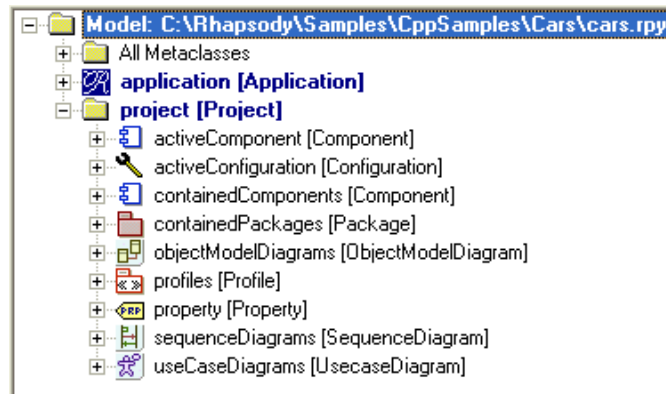 Model: C:\Rhapsody\Samples\CppSamples\Cars\cars.rpy
All Metaclasses
application [Application]
project [Project]
activeComponent [Component]
activeConfiguration [Configuration]
containedComponents [Component]
containedPackages [Package]
objectModelDiagrams [ObjectModelDiagram]
profiles [Profile]
property [Property]
sequenceDiagrams [SequenceDiagram]
useCaseDiagrams [UsecaseDiagram]